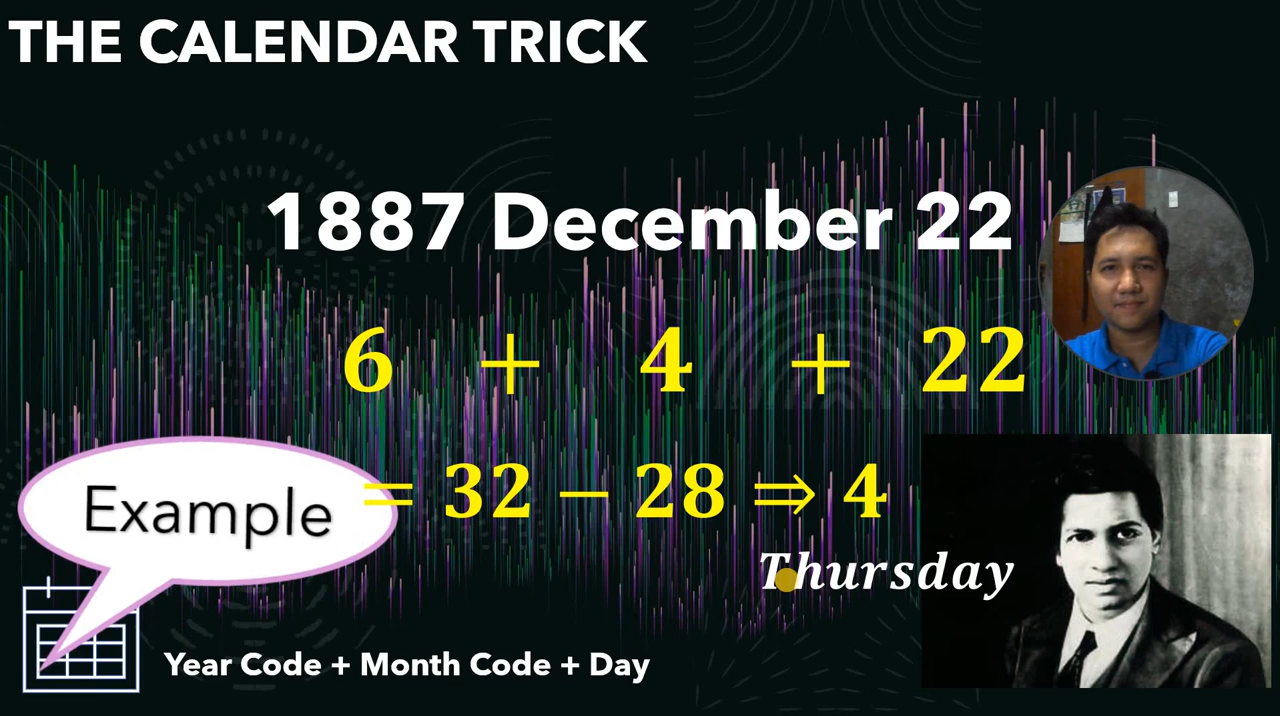 THE CALENDAR TRICK
1887 December 22
6 + 4 + 22
= 32 − 28 ⇒ 4
Example
Thursday
Year Code + Month Code + Day